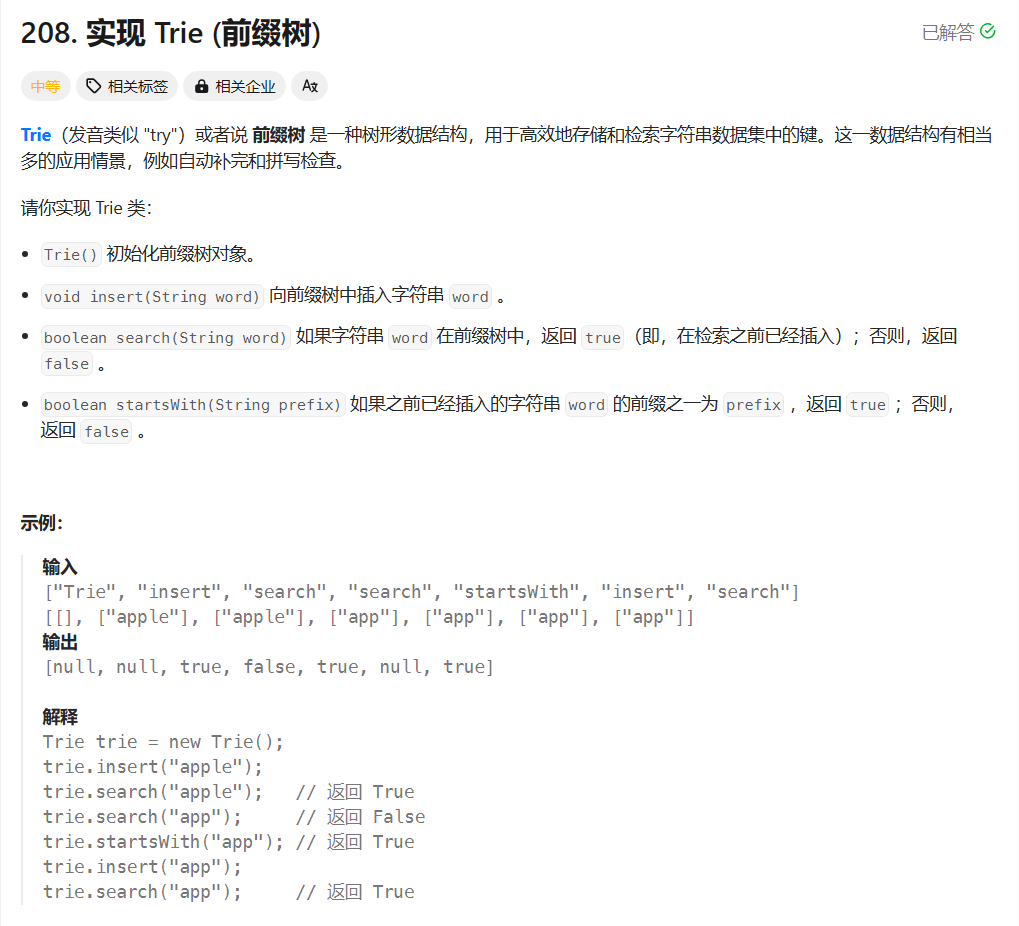 208. 实现 Trie (前缀树)
已解答
中等 相关标签 相关企业 Aх
Trie（发音类似 "try"）或者说 前缀树 是一种树形数据结构，用于高效地存储和检索字符串数据集中的键。这一数据结构有相当
多的应用情景，例如自动补完和拼写检查。
请你实现 Trie 类：
• Trie() 初始化前缀树对象。
• void insert(String word) 向前缀树中插入字符串 word 。
• boolean search(String word) 如果字符串 word 在前缀树中，返回 true（即，在检索之前已经插入）；否则，返回
false 。
• boolean startsWith(String prefix) 如果之前已经插入的字符串 word 的前缀之一为 prefix ，返回 true ；否则，
返回 false 。
示例：
输入
["Trie", "insert", "search", "search", "startsWith", "insert", "search"]
[[], ["apple"], ["apple"], ["app"], ["app"], ["app"], ["app"]]
输出
[null, null, true, false, true, null, true]
解释
Trie trie = new Trie();
trie.insert("apple");
trie.search("apple");   // 返回 True
trie.search("app");     // 返回 False
trie.startsWith("app"); // 返回 True
trie.insert("app");
trie.search("app");     // 返回 True